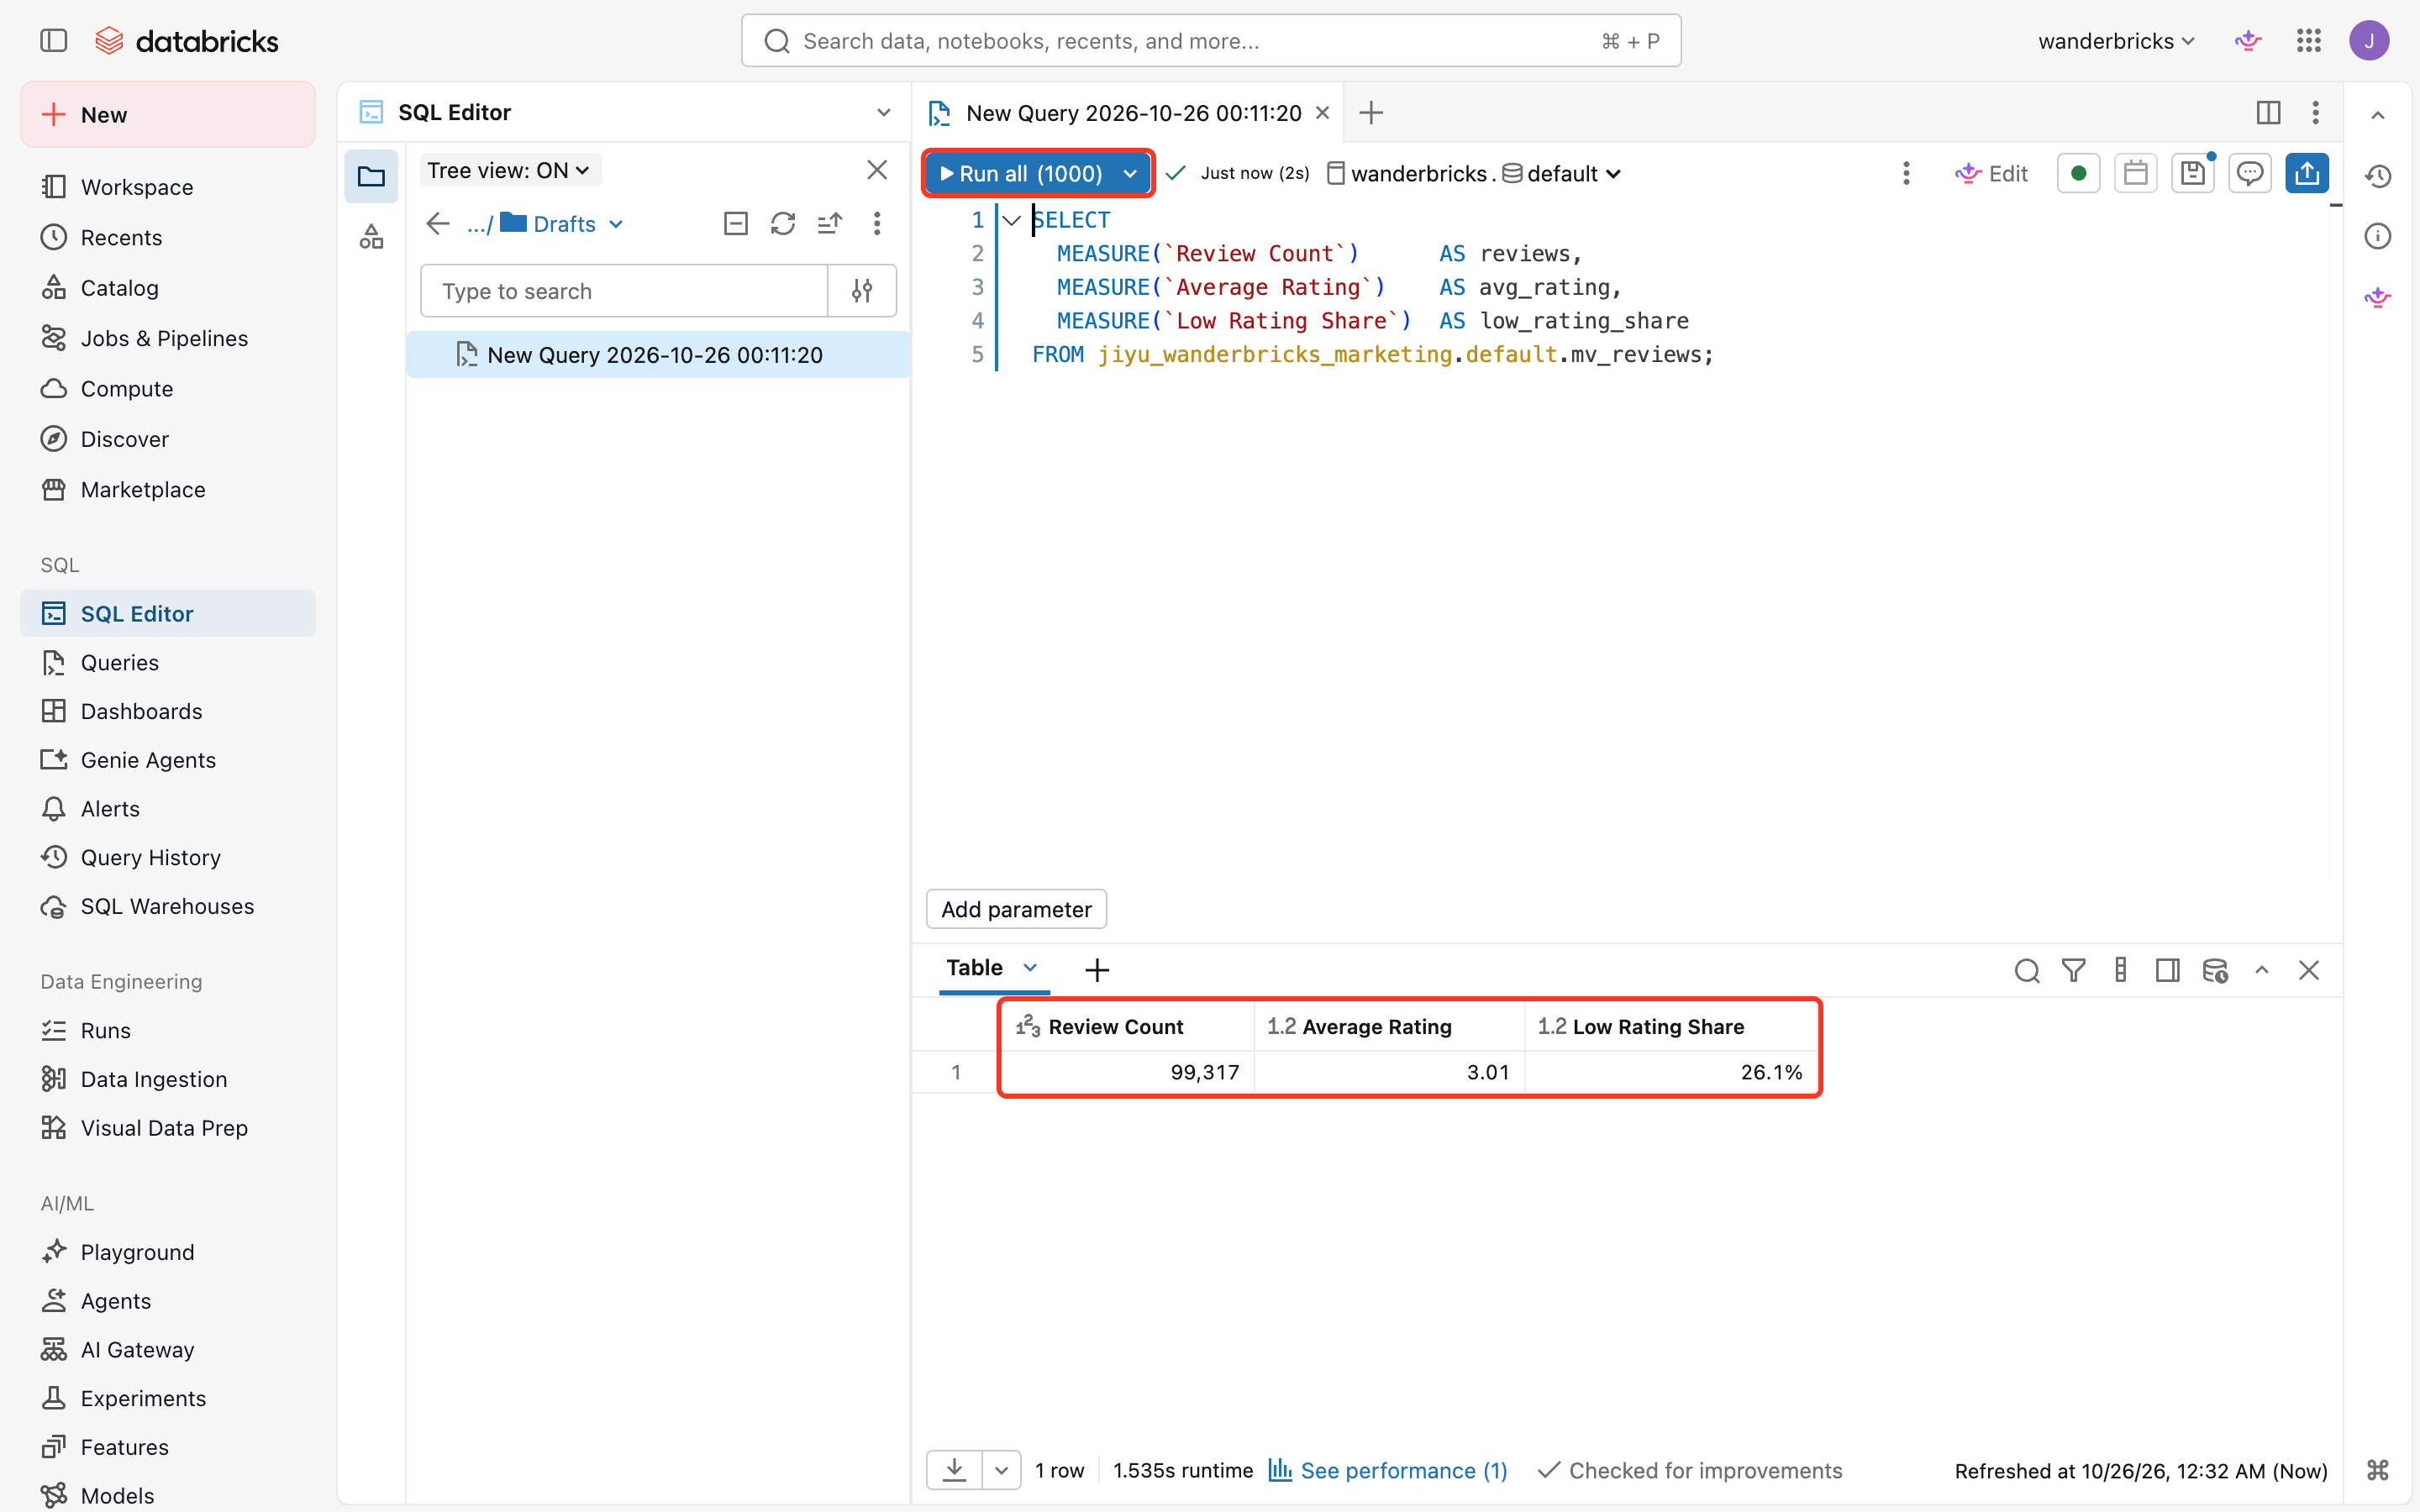 databricks
Search data, notebooks, recents, and more...
⌘ + P
wanderbricks
J
New
Workspace
Recents
Catalog
Jobs & Pipelines
Compute
Discover
Marketplace
SQL
SQL Editor
Queries
Dashboards
Genie Agents
Alerts
Query History
SQL Warehouses
Data Engineering
Runs
Data Ingestion
Visual Data Prep
AI/ML
Playground
Agents
AI Gateway
Experiments
Features
Models
SQL Editor
Tree view: ON
.../ Drafts
Type to search
New Query 2026-10-26 00:11:20
New Query 2026-10-26 00:11:20
Run all (1000)
Just now (2s)
wanderbricks . default
Edit
1 SELECT
2 MEASURE(`Review Count`) AS reviews,
3 MEASURE(`Average Rating`) AS avg_rating,
4 MEASURE(`Low Rating Share`) AS low_rating_share
5 FROM jiyu_wanderbricks_marketing.default.mv_reviews;
Add parameter
Table
123 Review Count 1.2 Average Rating 1.2 Low Rating Share
1 99,317 3.01 26.1%
1 row 1.535s runtime See performance (1) Checked for improvements
Refreshed at 10/26/26, 12:32 AM (Now)